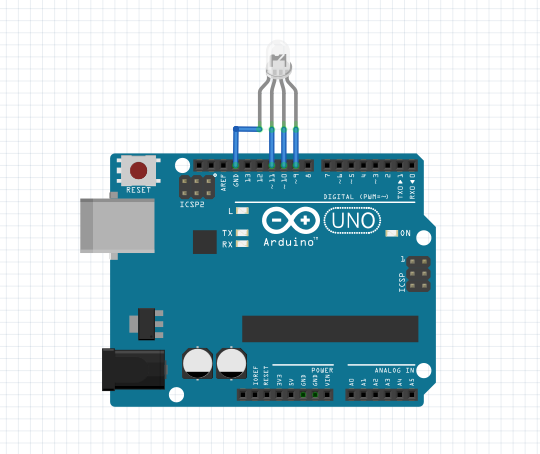 RESET
ICSP2
AREF
GND
13
12
~11
~10
~9
8
7
~6
~5
4
~3
2
TXD▶1
RXD◀0
DIGITAL (PWM=~)
L
TX
RX
UNO
Arduino™
ON
1
ICSP
POWER
ANALOG IN
IOREF
RESET
3V3
5V
GND
GND
VIN
A0
A1
A2
A3
A4
A5